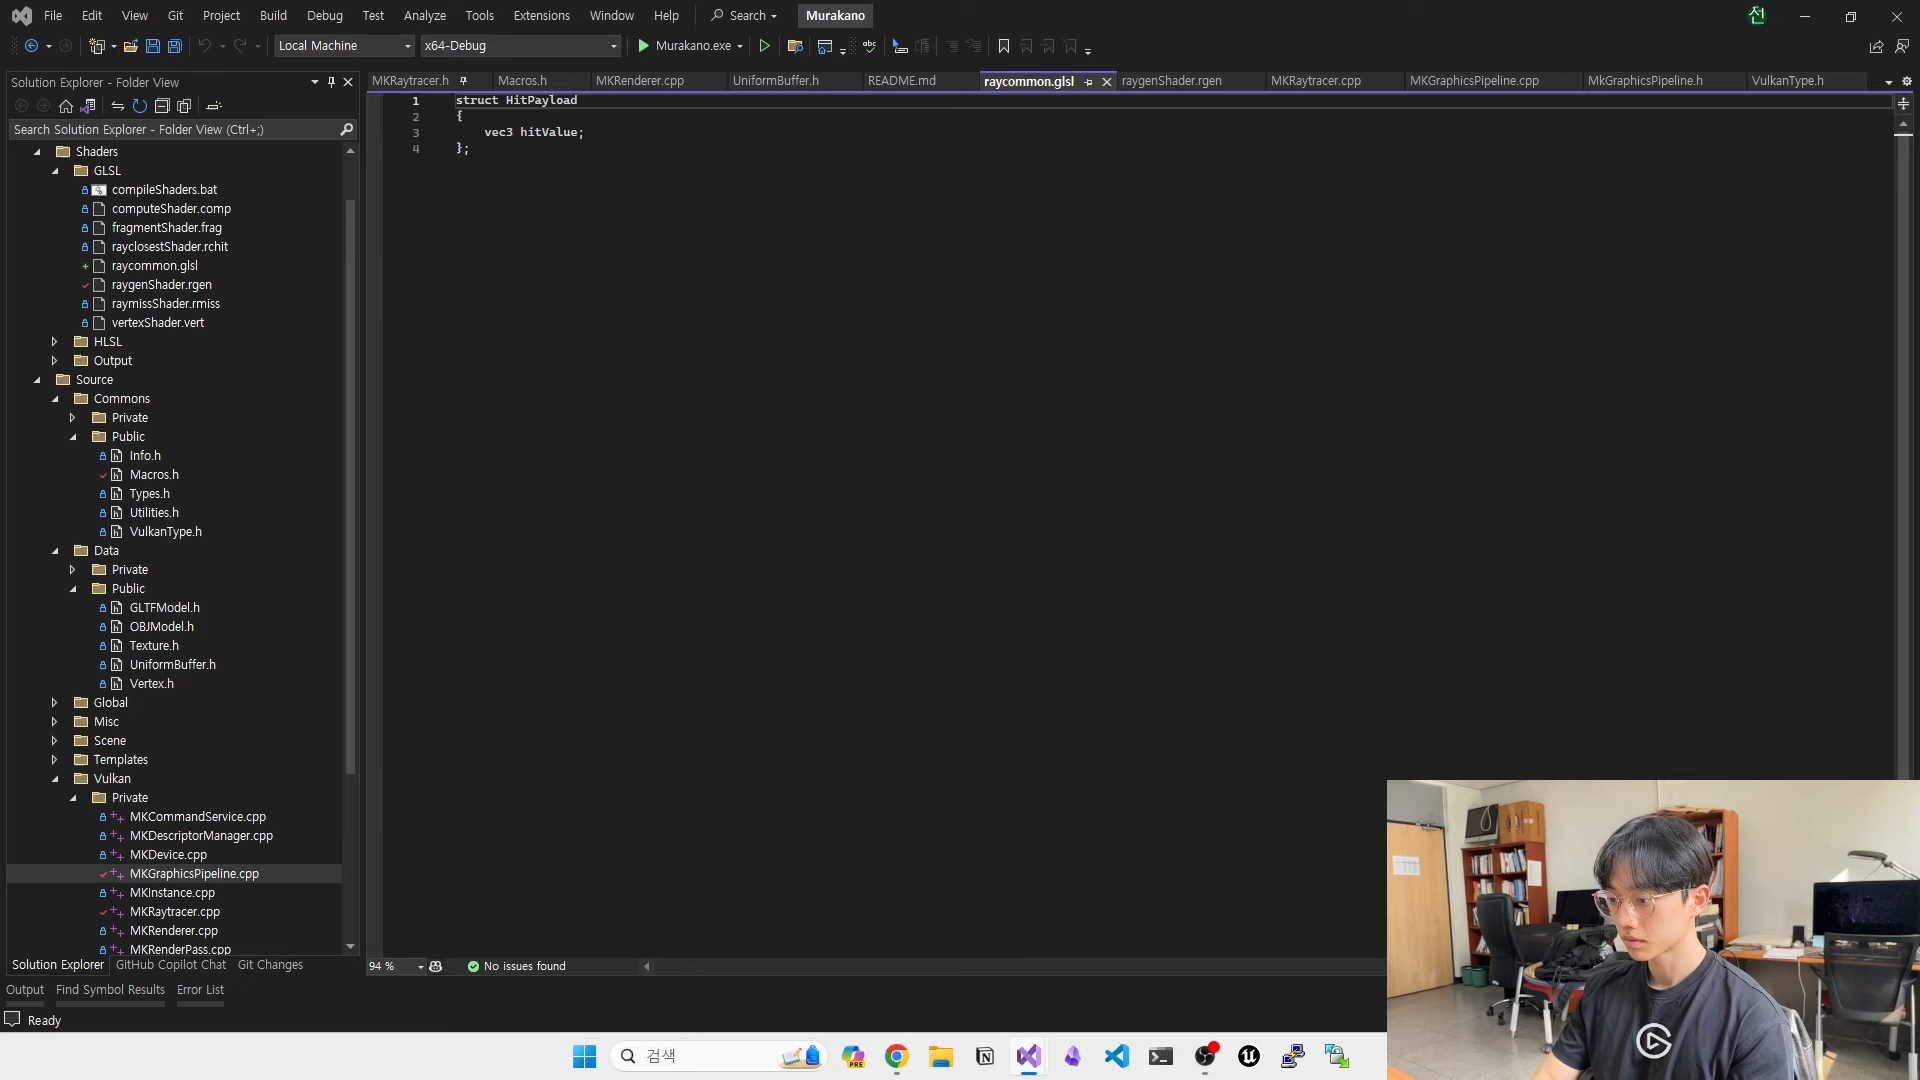 File Edit View Git Project Build Debug Test Analyze Tools Extensions Window Help Search Murakano 선
Local Machine x64-Debug Murakano.exe
Solution Explorer - Folder View
MKRaytracer.h Macros.h MKRenderer.cpp UniformBuffer.h README.md raycommon.glsl raygenShader.rgen MKRaytracer.cpp MKGraphicsPipeline.cpp MkGraphicsPipeline.h VulkanType.h
Search Solution Explorer - Folder View (Ctrl+;)
Shaders
GLSL
compileShaders.bat
computeShader.comp
fragmentShader.frag
rayclosestShader.rchit
raycommon.glsl
raygenShader.rgen
raymissShader.rmiss
vertexShader.vert
HLSL
Output
Source
Commons
Private
Public
Info.h
Macros.h
Types.h
Utilities.h
VulkanType.h
Data
Private
Public
GLTFModel.h
OBJModel.h
Texture.h
UniformBuffer.h
Vertex.h
Global
Misc
Scene
Templates
Vulkan
Private
MKCommandService.cpp
MKDescriptorManager.cpp
MKDevice.cpp
MKGraphicsPipeline.cpp
MKInstance.cpp
MKRaytracer.cpp
MKRenderer.cpp
MKRenderPass.cpp
1 struct HitPayload
2 {
3 vec3 hitValue;
4 };
94 % No issues found
Solution Explorer GitHub Copilot Chat Git Changes
Output Find Symbol Results Error List
Ready
검색
PRE